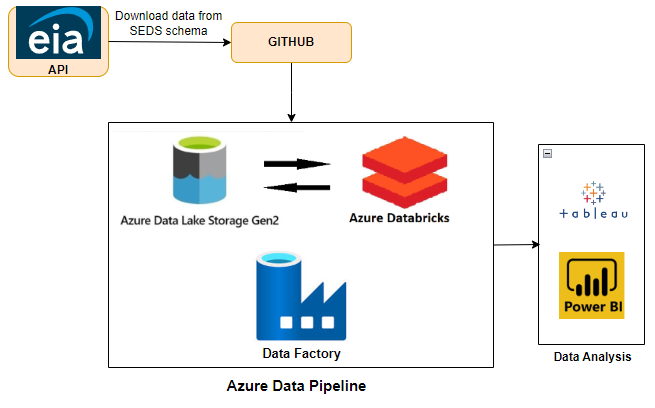 eia
API
Download data from
SEDS schema
GITHUB
Azure Data Lake Storage Gen2
Azure Databricks
Data Factory
Azure Data Pipeline
+ableau
Power BI
Data Analysis